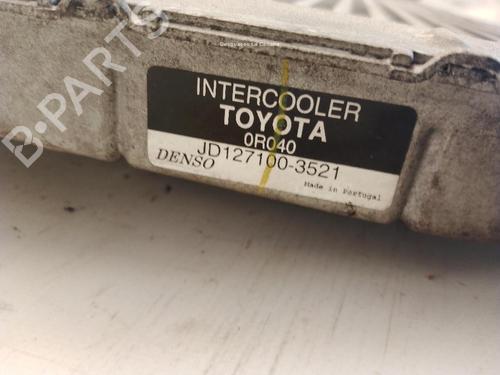 B-PARTS
INTERCOOLER
TOYOTA
0R040
JD127100-3521
DENSO
Made in Portugal